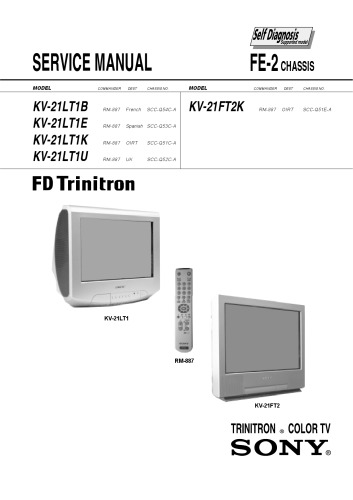 Self Diagnosis
Supported model
SERVICE MANUAL
FE-2 CHASSIS
MODEL COMMANDER DEST CHASSIS NO. MODEL COMMANDER DEST CHASSIS NO.
KV-21LT1B RM-887 French SCC-Q54C-A KV-21FT2K RM-887 OIRT SCC-Q51E-A
KV-21LT1E RM-887 Spanish SCC-Q53C-A
KV-21LT1K RM-887 OIRT SCC-Q51C-A
KV-21LT1U RM-887 UK SCC-Q52C-A
FD Trinitron
KV-21LT1
RM-887
KV-21FT2
TRINITRON ® COLOR TV
SONY®